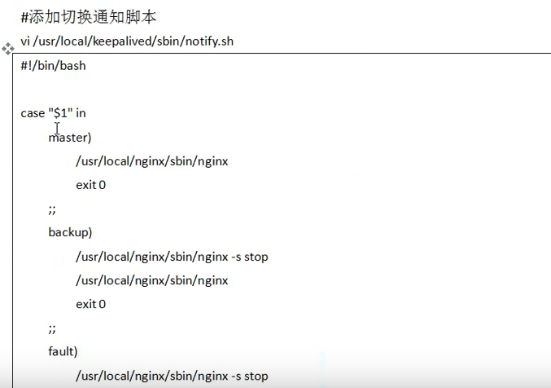 #添加切换通知脚本
vi /usr/local/keepalived/sbin/notify.sh
#!/bin/bash
case "$1" in
master)
/usr/local/nginx/sbin/nginx
exit 0
;;
backup)
/usr/local/nginx/sbin/nginx -s stop
/usr/local/nginx/sbin/nginx
exit 0
;;
fault)
/usr/local/nginx/sbin/nginx -s stop